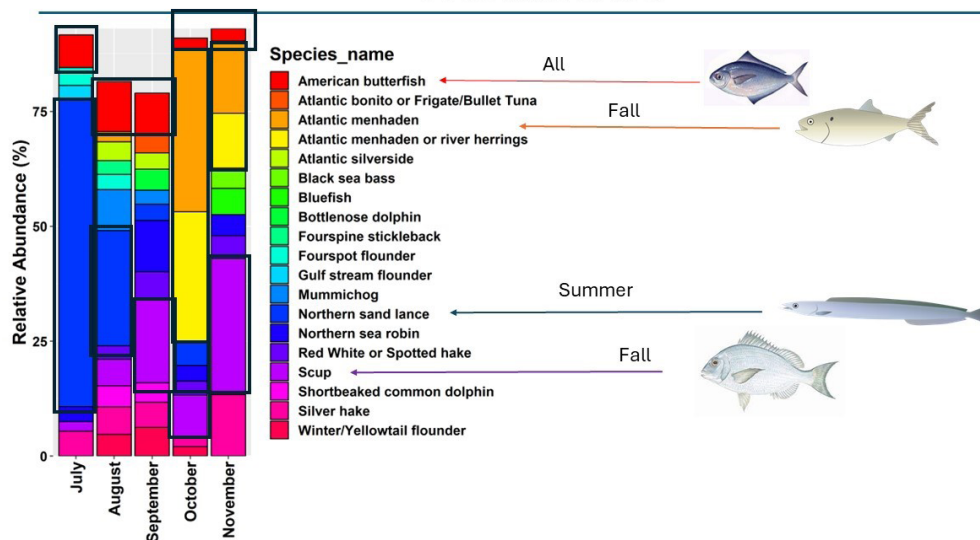 Species_name
American butterfish
Atlantic bonito or Frigate/Bullet Tuna
Atlantic menhaden
Atlantic menhaden or river herrings
Atlantic silverside
Black sea bass
Bluefish
Bottlenose dolphin
Fourspine stickleback
Fourspot flounder
Gulf stream flounder
Mummichog
Northern sand lance
Northern sea robin
Red White or Spotted hake
Scup
Shortbeaked common dolphin
Silver hake
Winter/Yellowtail flounder
All
Fall
Summer
Fall
Relative Abundance (%)
75
50
25
0
July
August
September
October
November